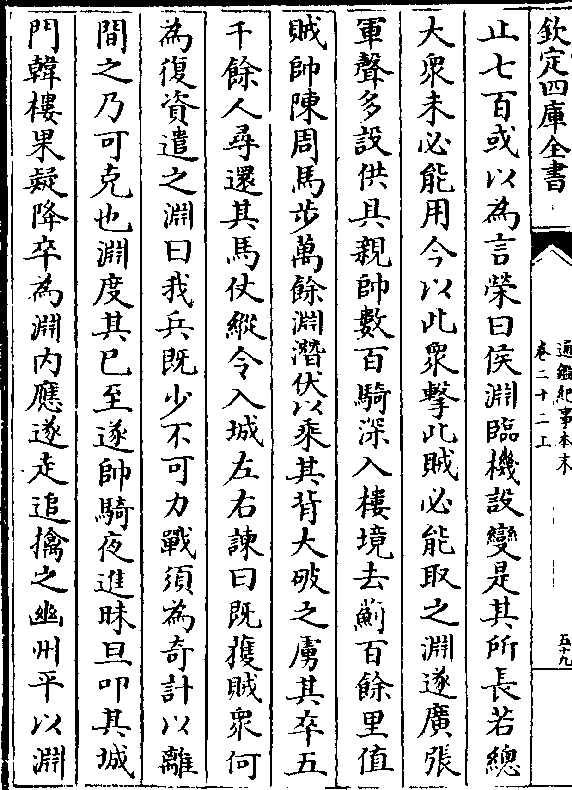 欽定四庫全書
通鑑紀事本末
卷二十二上
五十九
止七百或以為言榮曰侯淵臨機設變是其所長若總
大衆未必能用今以此衆擊此賊必能取之淵遂廣張
軍聲多設供具親帥數百騎深入樓境去薊百餘里值
賊帥陳周馬步萬餘淵潛伏以乘其背大破之虜其卒五
千餘人尋還其馬仗縱令入城左右諫曰既獲賊衆何
為復資遣之淵曰我兵既少不可力戰須為奇計以離
間之乃可克也淵度其已至遂帥騎夜進昧旦叩其城
門韓樓果疑降卒為淵内應遂走追擒之幽州平以淵